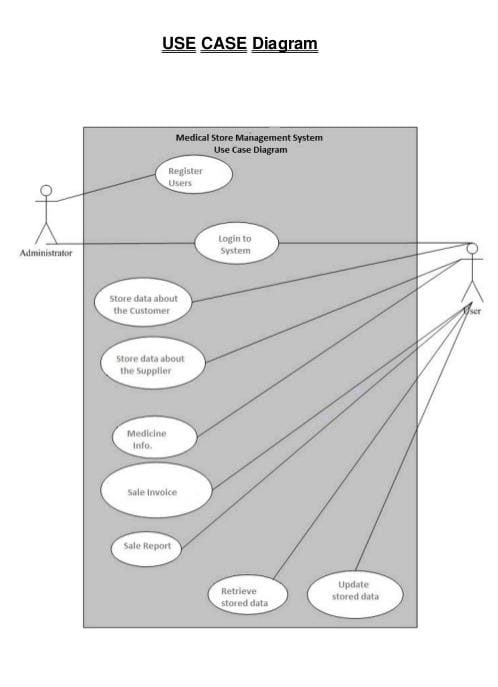 USE CASE Diagram
Medical Store Management System
Use Case Diagram
Register
Users
Administrator
Login to
System
User
Store data about
the Customer
Store data about
the Supplier
Medicine
Info.
Sale Invoice
Sale Report
Retrieve
stored data
Update
stored data